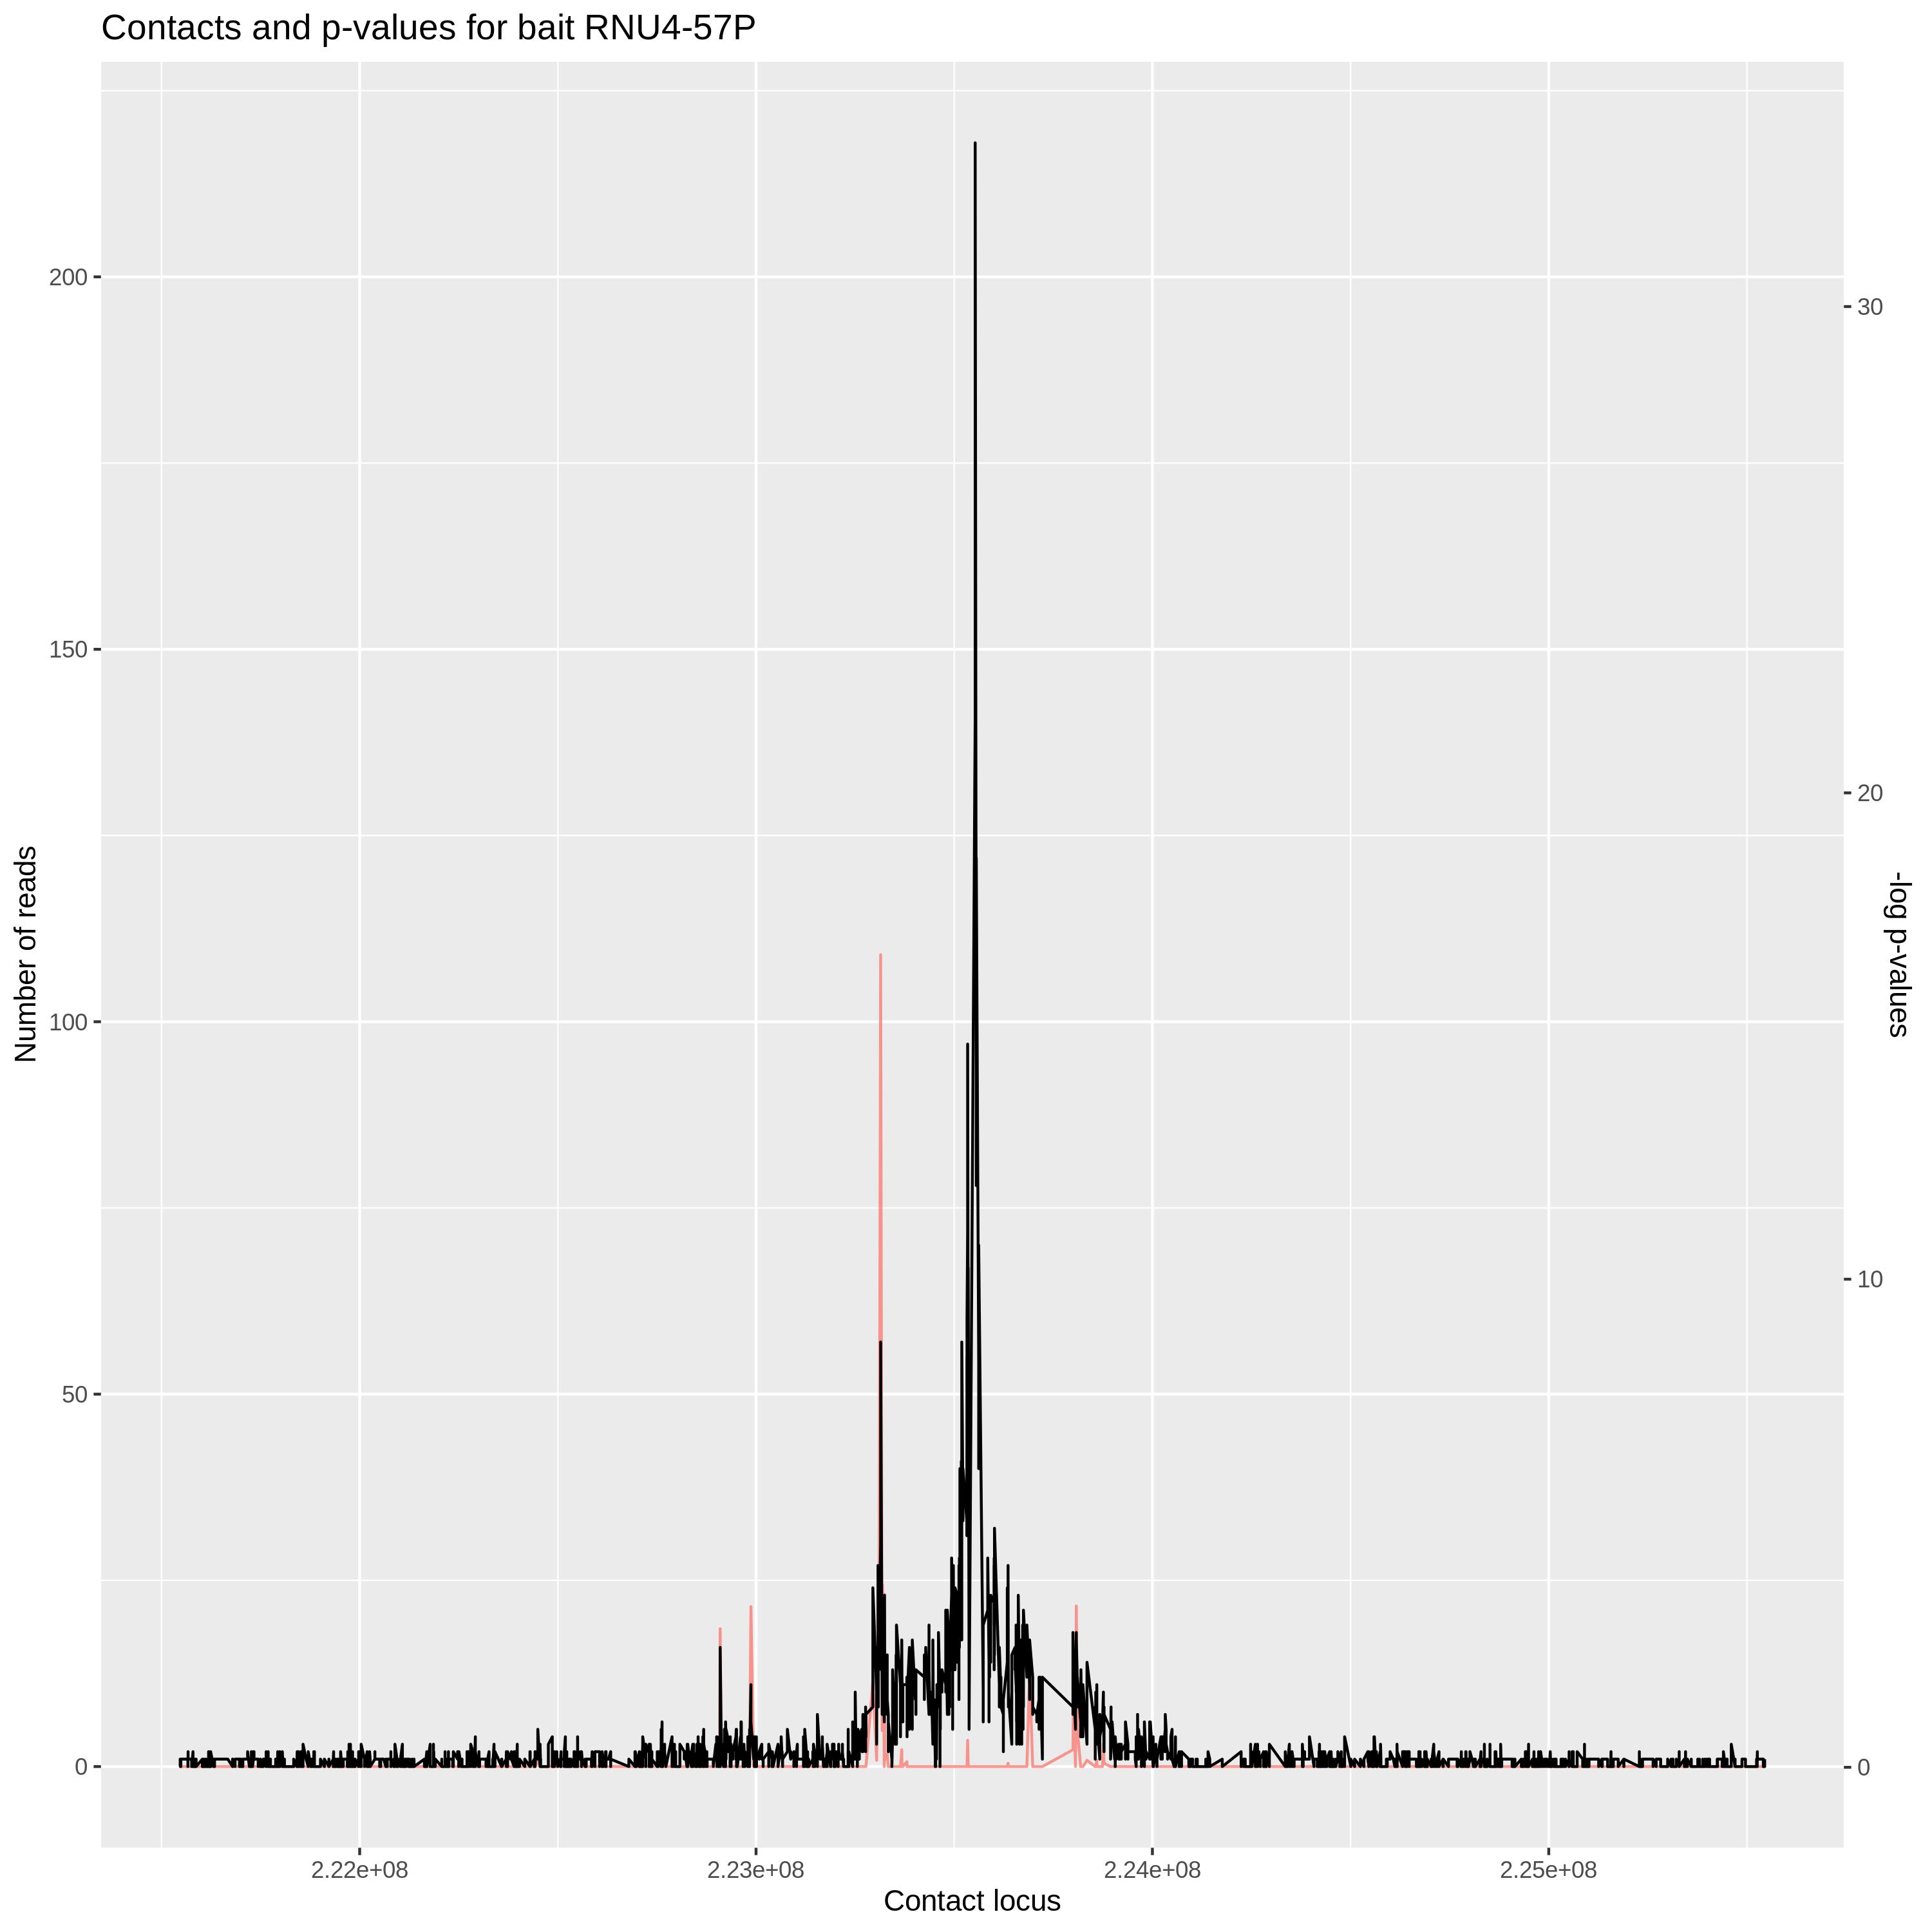 Contacts and p-values for bait RNU4-57P
200
150
100
50
0
30
20
10
0
Number of reads
-log p-values
2.22e+08
2.23e+08
2.24e+08
2.25e+08
Contact locus